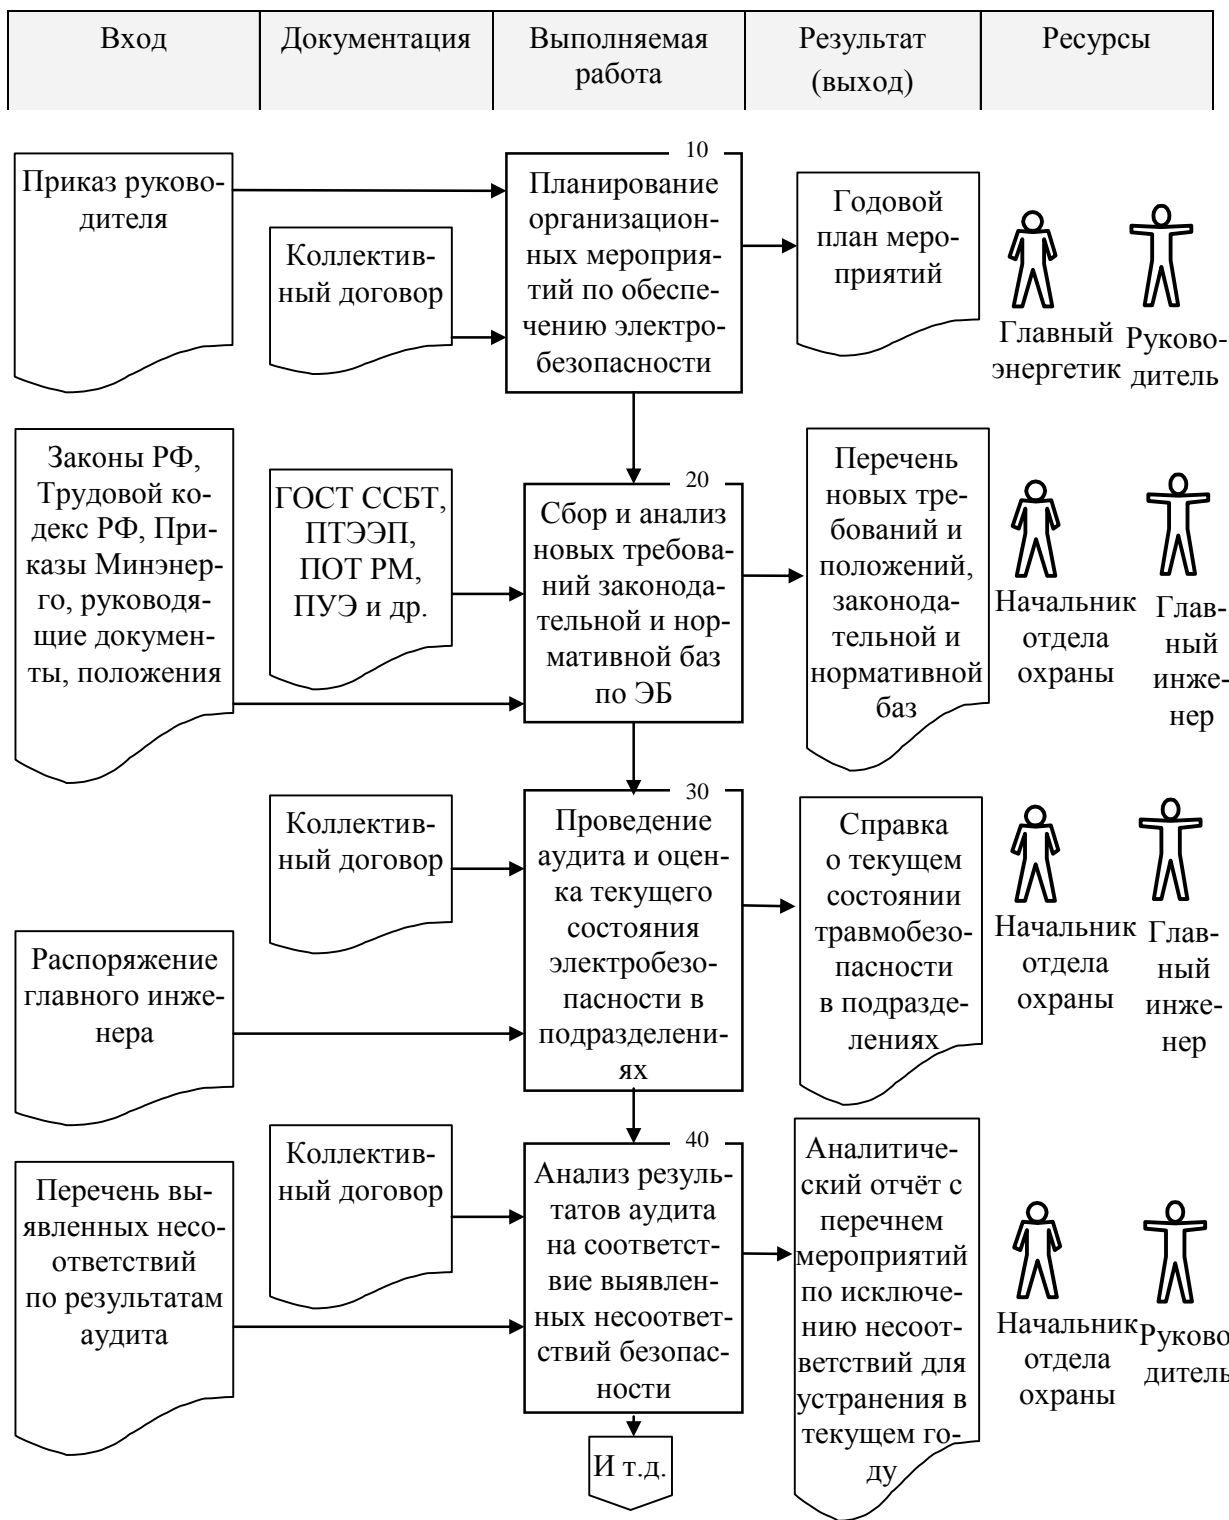 Вход
Документация
Выполняемая
работа
Результат
(выход)
Ресурсы
Приказ руково-
дителя
Коллектив-
ный договор
10
Планирование
организацион-
ных мероприя-
тий по обеспе-
чению электро-
безопасности
Годовой
план меро-
приятий
Главный
энергетик
Руково-
дитель
Законы РФ,
Трудовой ко-
декс РФ, При-
казы Минэнер-
го, руководя-
щие докумен-
ты, положения
ГОСТ ССБТ,
ПТЭЭП,
ПОТ РМ,
ПУЭ и др.
20
Сбор и анализ
новых требова-
ний законода-
тельной и нор-
мативной баз
по ЭБ
Перечень
новых тре-
бований и
положений,
законода-
тельной и
нормативной
баз
Начальник
отдела
охраны
Глав-
ный
инже-
нер
Коллектив-
ный договор
Распоряжение
главного инже-
нера
30
Проведение
аудита и оцен-
ка текущего
состояния
электробезо-
пасности в
подразделени-
ях
Справка
о текущем
состоянии
травмобезо-
пасности
в подразде-
лениях
Начальник
отдела
охраны
Глав-
ный
инже-
нер
Коллектив-
ный договор
Перечень вы-
явленных несо-
ответствий
по результатам
аудита
40
Анализ резуль-
татов аудита
на соответст-
вие выявлен-
ных несоответ-
ствий безопас-
ности
Аналитиче-
ский отчёт с
перечнем
мероприятий
по исключе-
нию несоот-
ветствий для
устранения в
текущем го-
ду
Начальник
отдела
охраны
Руково
дитель
И т.д.